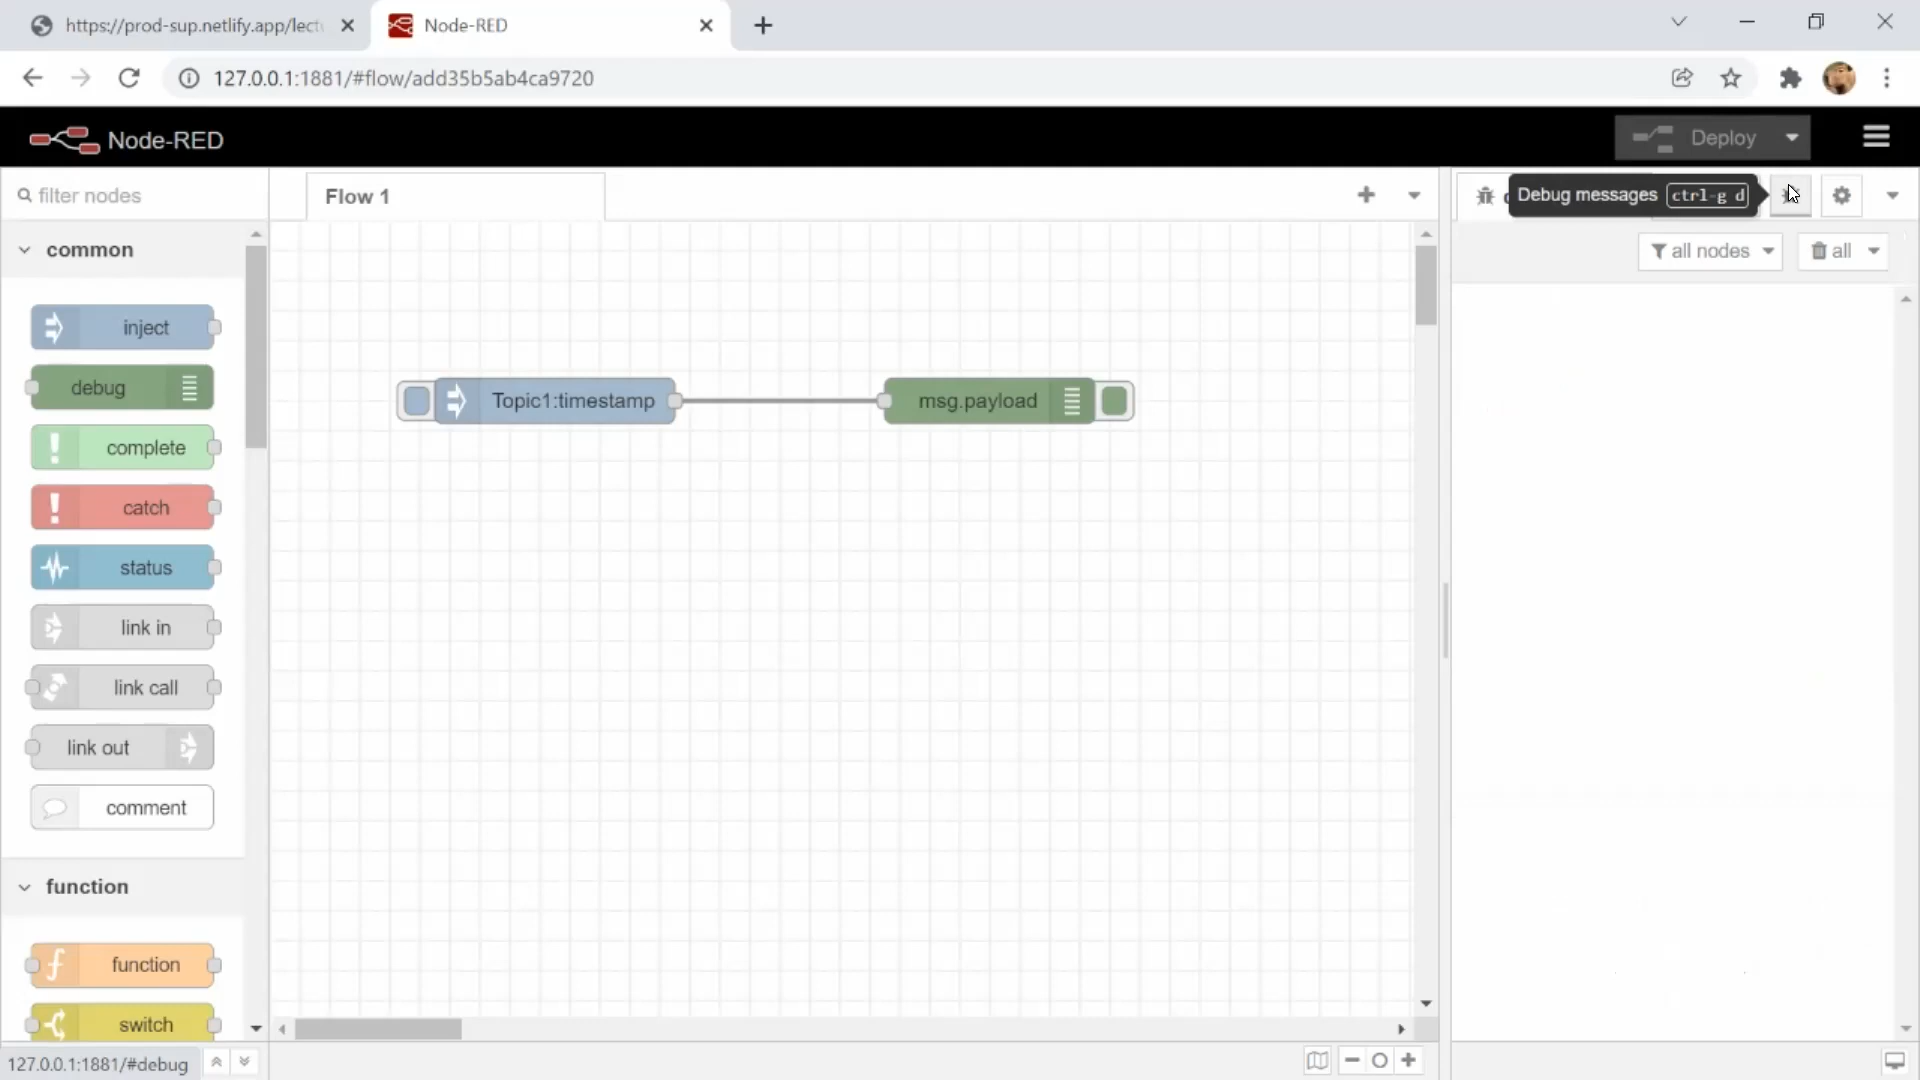 https://prod-sup.netlify.app/lect
Node-RED
127.0.0.1:1881/#flow/add35b5ab4ca9720
Node-RED
Deploy
filter nodes
Flow 1
Debug messages ctrl-g d
all nodes
all
common
inject
debug
complete
catch
status
link in
link call
link out
comment
function
function
switch
Topic1:timestamp
msg.payload
127.0.0.1:1881/#debug